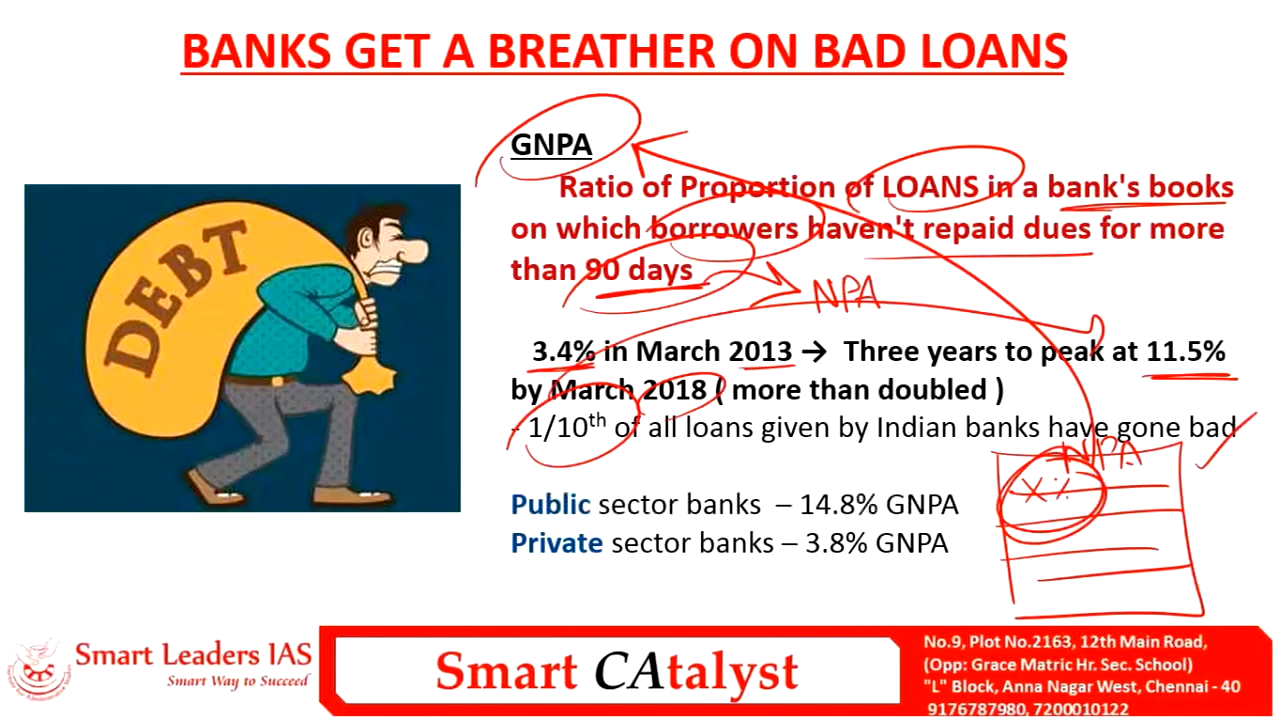 BANKS GET A BREATHER ON BAD LOANS
GNPA
Ratio of Proportion of LOANS in a bank's books
on which borrowers haven't repaid dues for more
than 90 days
NPA
3.4% in March 2013 → Three years to peak at 11.5%
by March 2018 ( more than doubled )
- 1/10th of all loans given by Indian banks have gone bad
NPA
X%
Public sector banks – 14.8% GNPA
Private sector banks – 3.8% GNPA
DEBT
Smart Leaders IAS
Smart Way to Succeed
Smart CAtalyst
No.9, Plot No.2163, 12th Main Road,
(Opp: Grace Matric Hr. Sec. School)
"L" Block, Anna Nagar West, Chennai - 40
9176787980, 7200010122